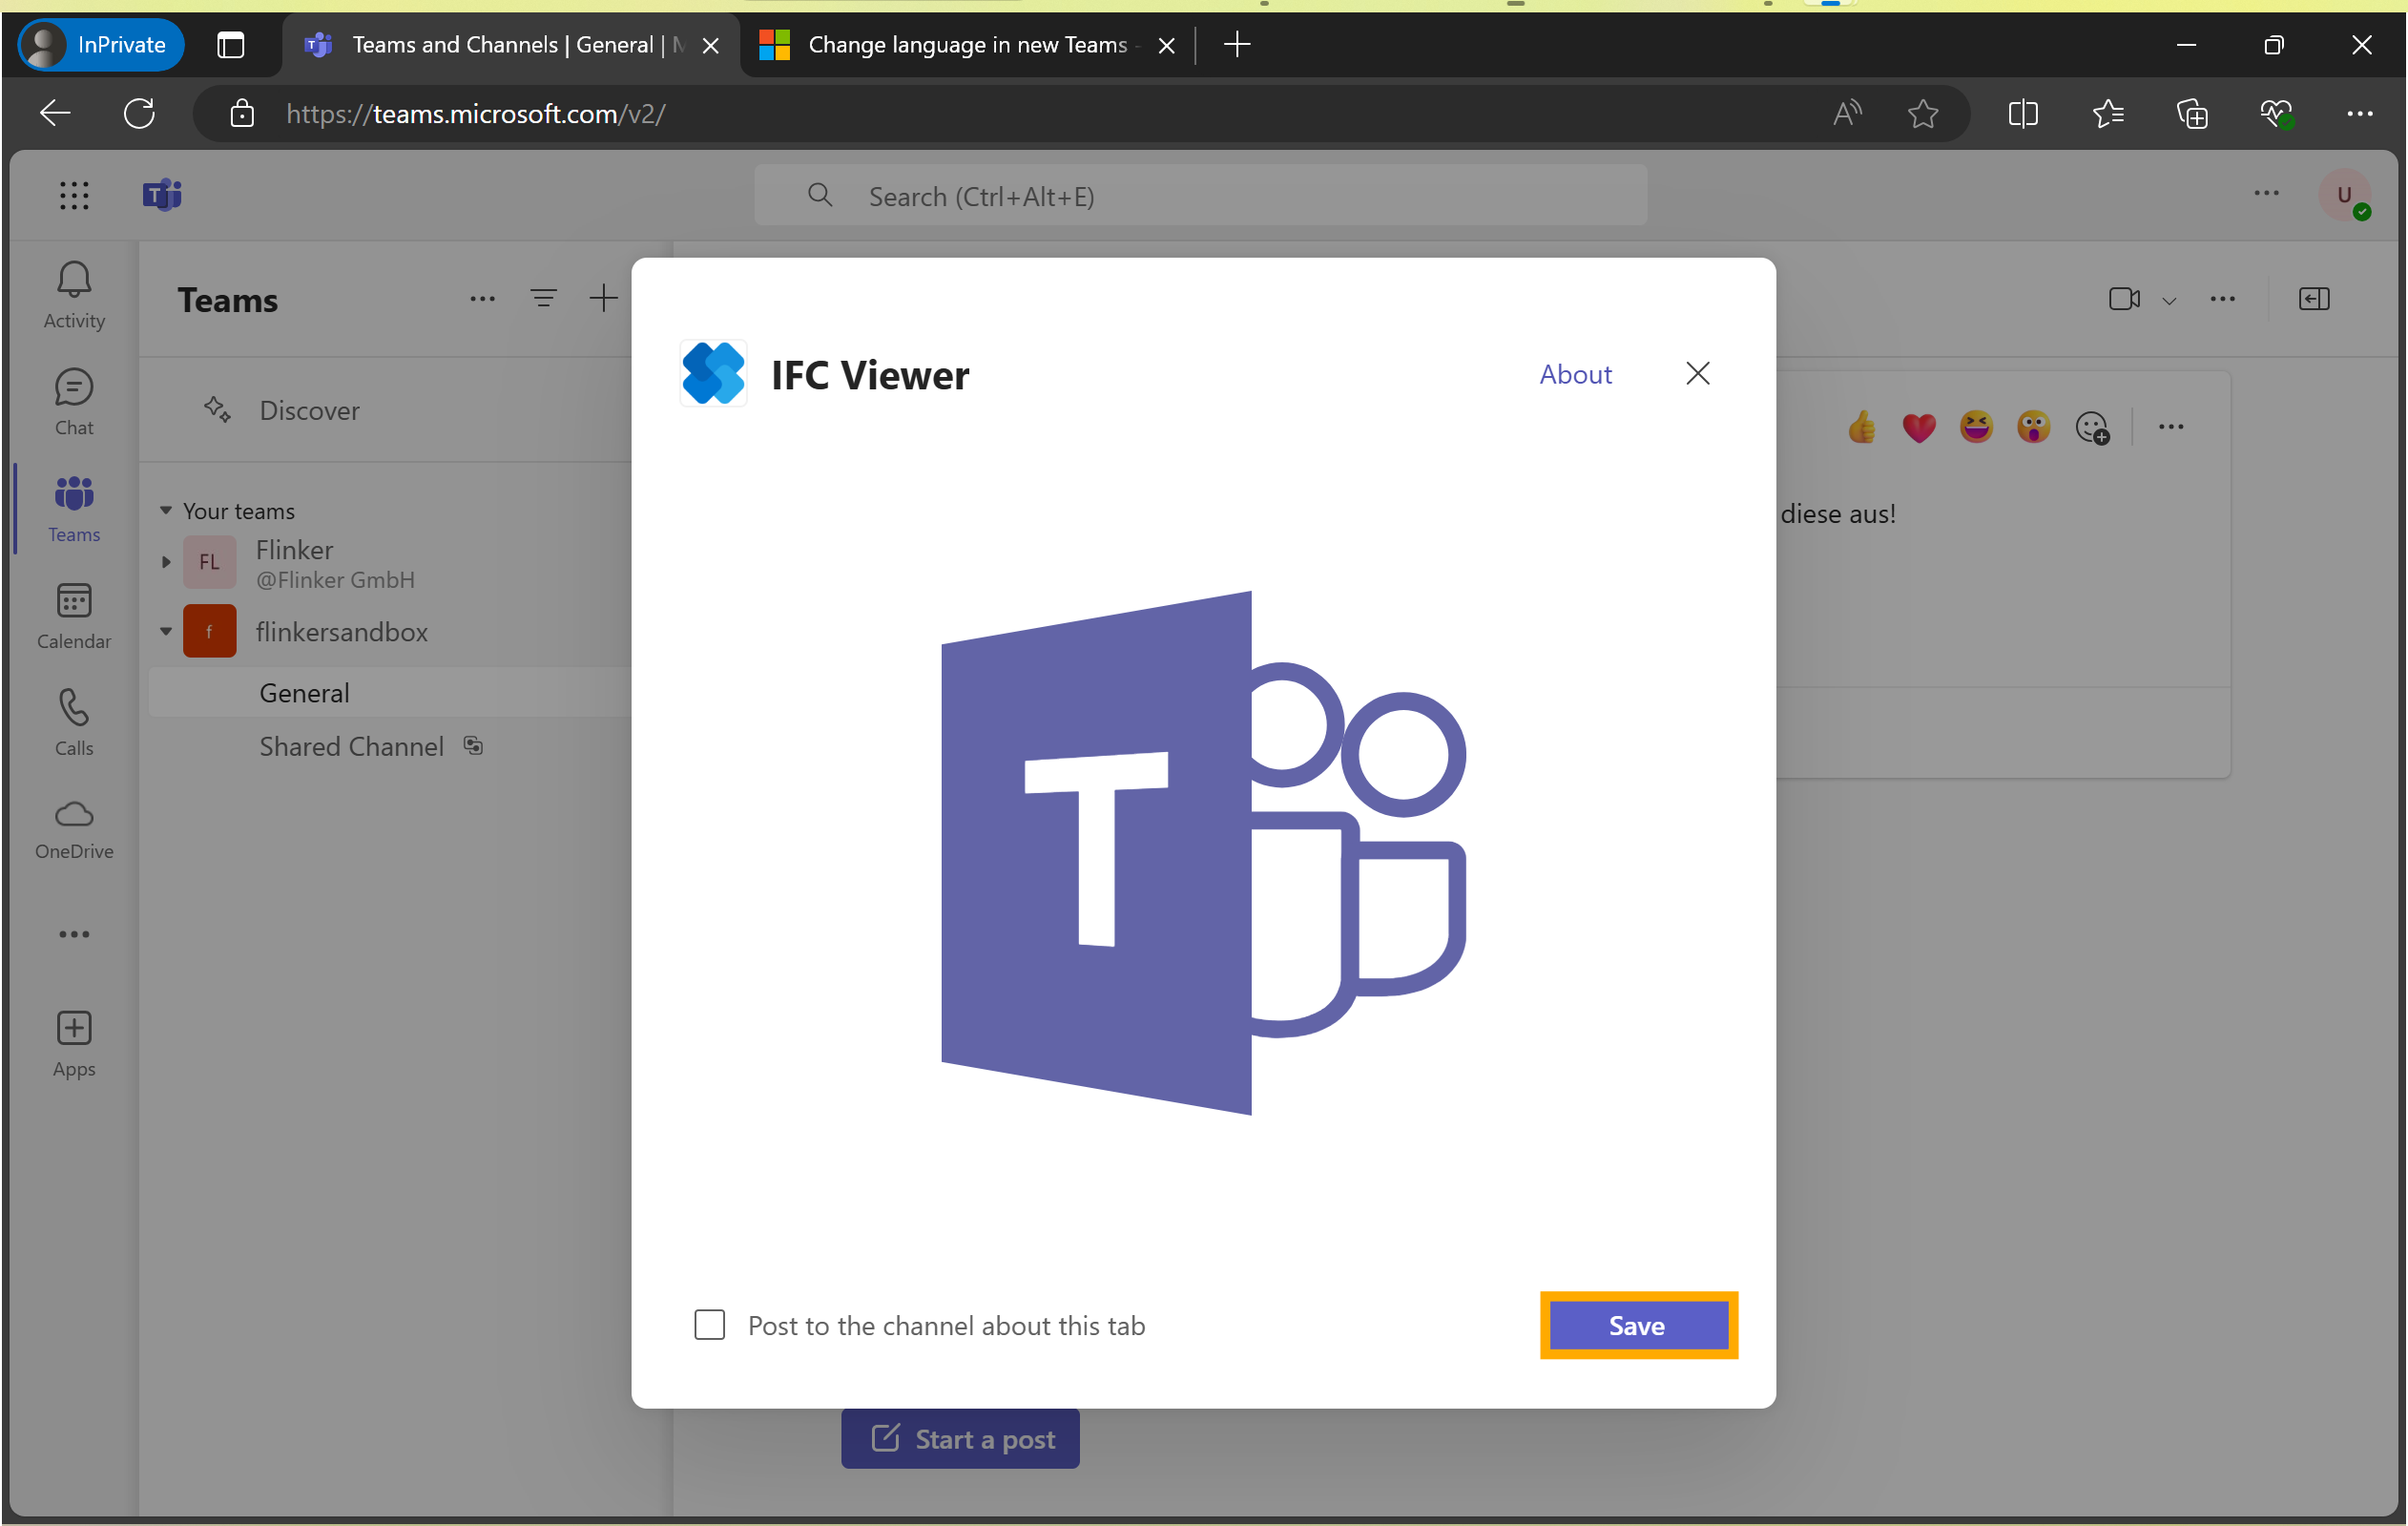 InPrivate
Teams and Channels | General |
Change language in new Teams -
https://teams.microsoft.com/v2/
Search (Ctrl+Alt+E)
U
Activity
Chat
Teams
Calendar
Calls
OneDrive
Apps
Teams
Discover
Your teams
FL
Flinker
@Flinker GmbH
f
flinkersandbox
General
Shared Channel
IFC Viewer
About
diese aus!
T
Post to the channel about this tab
Save
Start a post